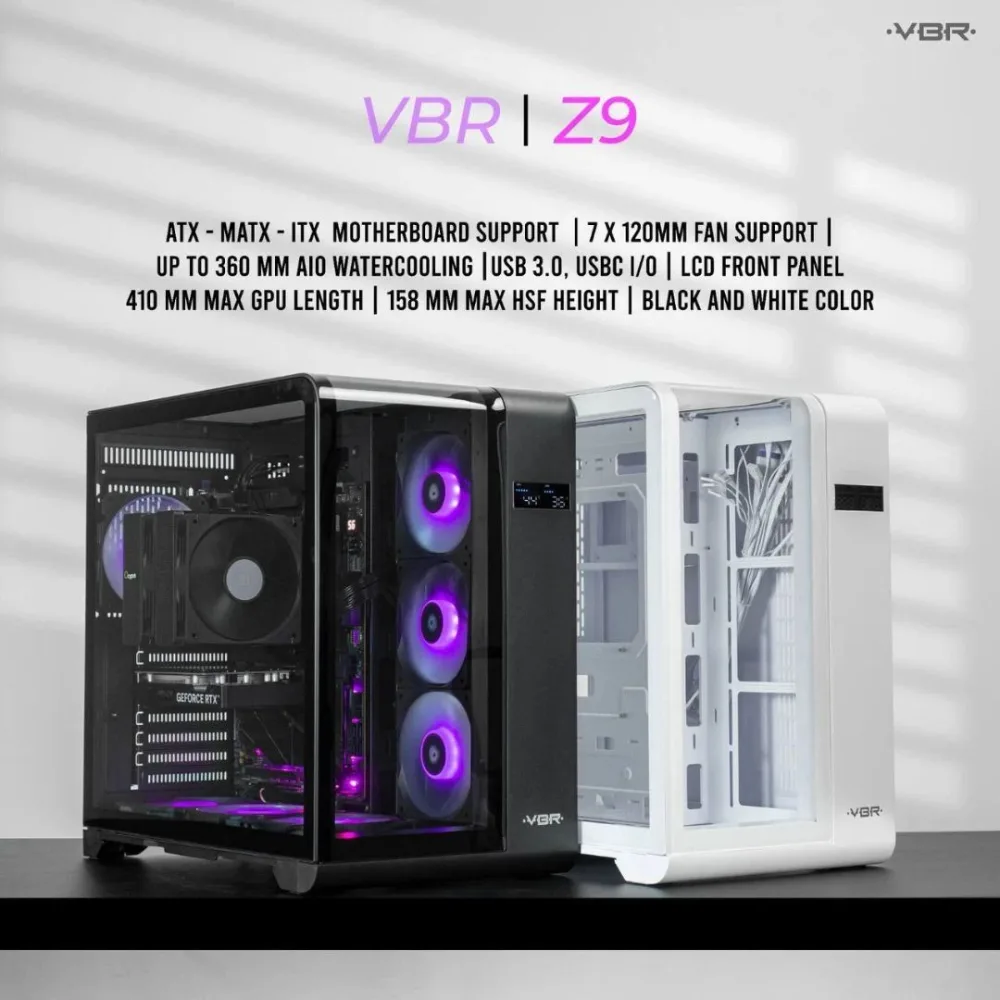 ·VBR·
VBR | Z9
ATX - MATX - ITX MOTHERBOARD SUPPORT | 7 X 120MM FAN SUPPORT |
UP TO 360 MM AIO WATERCOOLING |USB 3.0, USBC I/O | LCD FRONT PANEL
410 MM MAX GPU LENGTH | 158 MM MAX HSF HEIGHT | BLACK AND WHITE COLOR
GEFORCE RTX
·VBR·
·VBR·